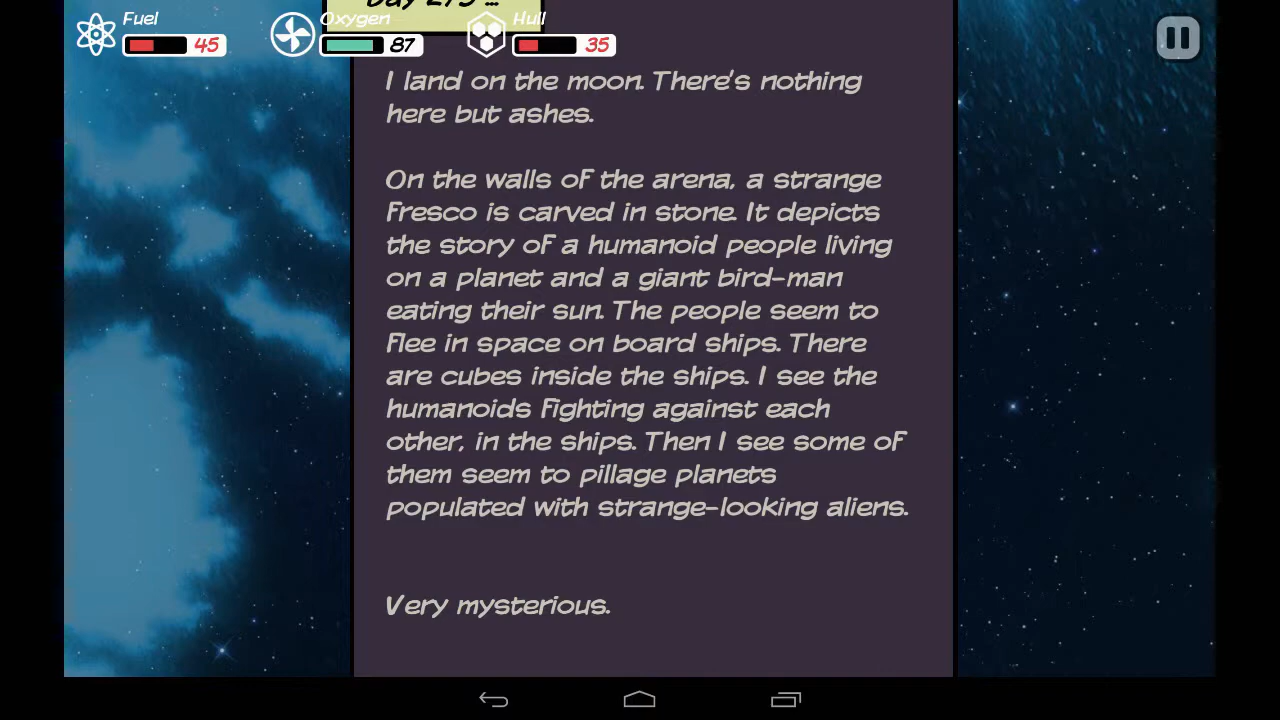 Day 275 ...
Fuel
Oxygen
Hull
45
87
35
I land on the moon. There's nothing
here but ashes.
On the walls of the arena, a strange
fresco is carved in stone. It depicts
the story of a humanoid people living
on a planet and a giant bird-man
eating their sun. The people seem to
flee in space on board ships. There
are cubes inside the ships. I see the
humanoids fighting against each
other, in the ships. Then I see some of
them seem to pillage planets
populated with strange-looking aliens.
Very mysterious.